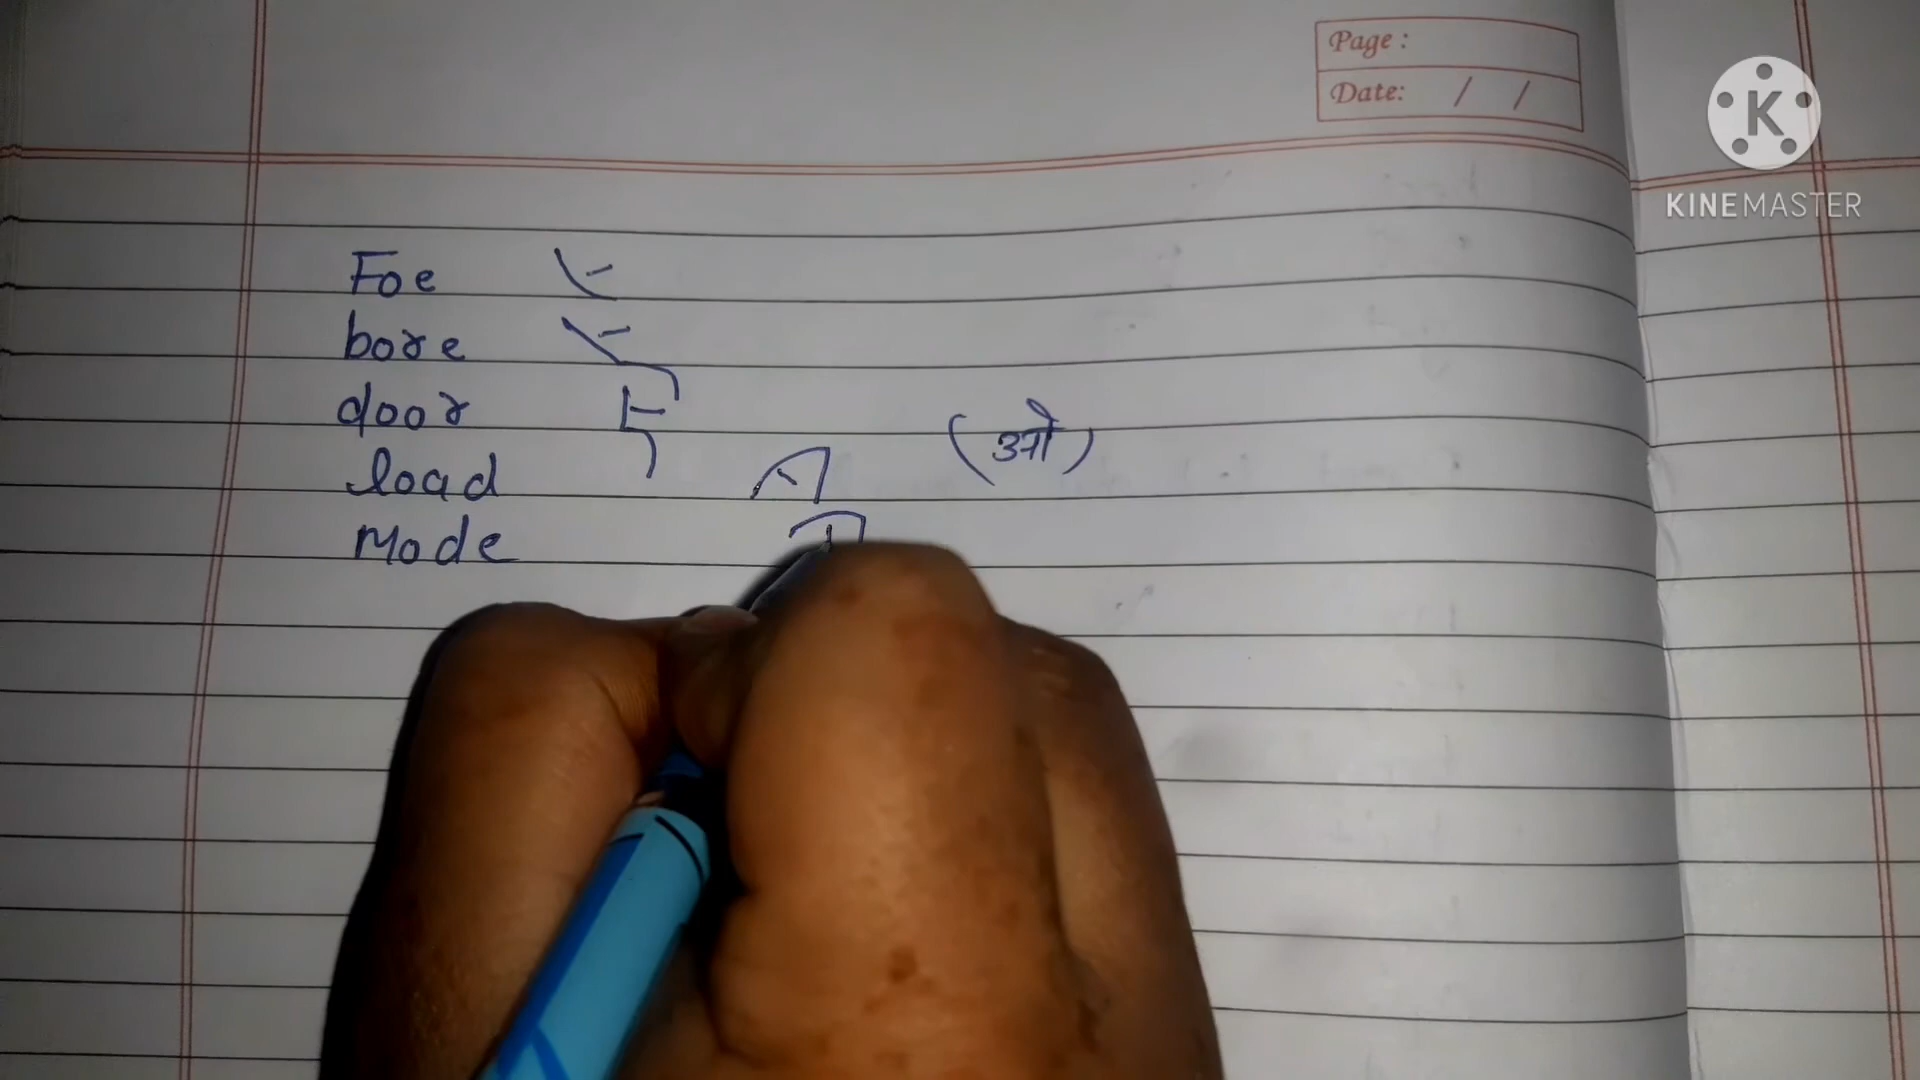 Page :
Date: / /
K
KINEMASTER
Foe
bore
door
(ओ)
load
Mode